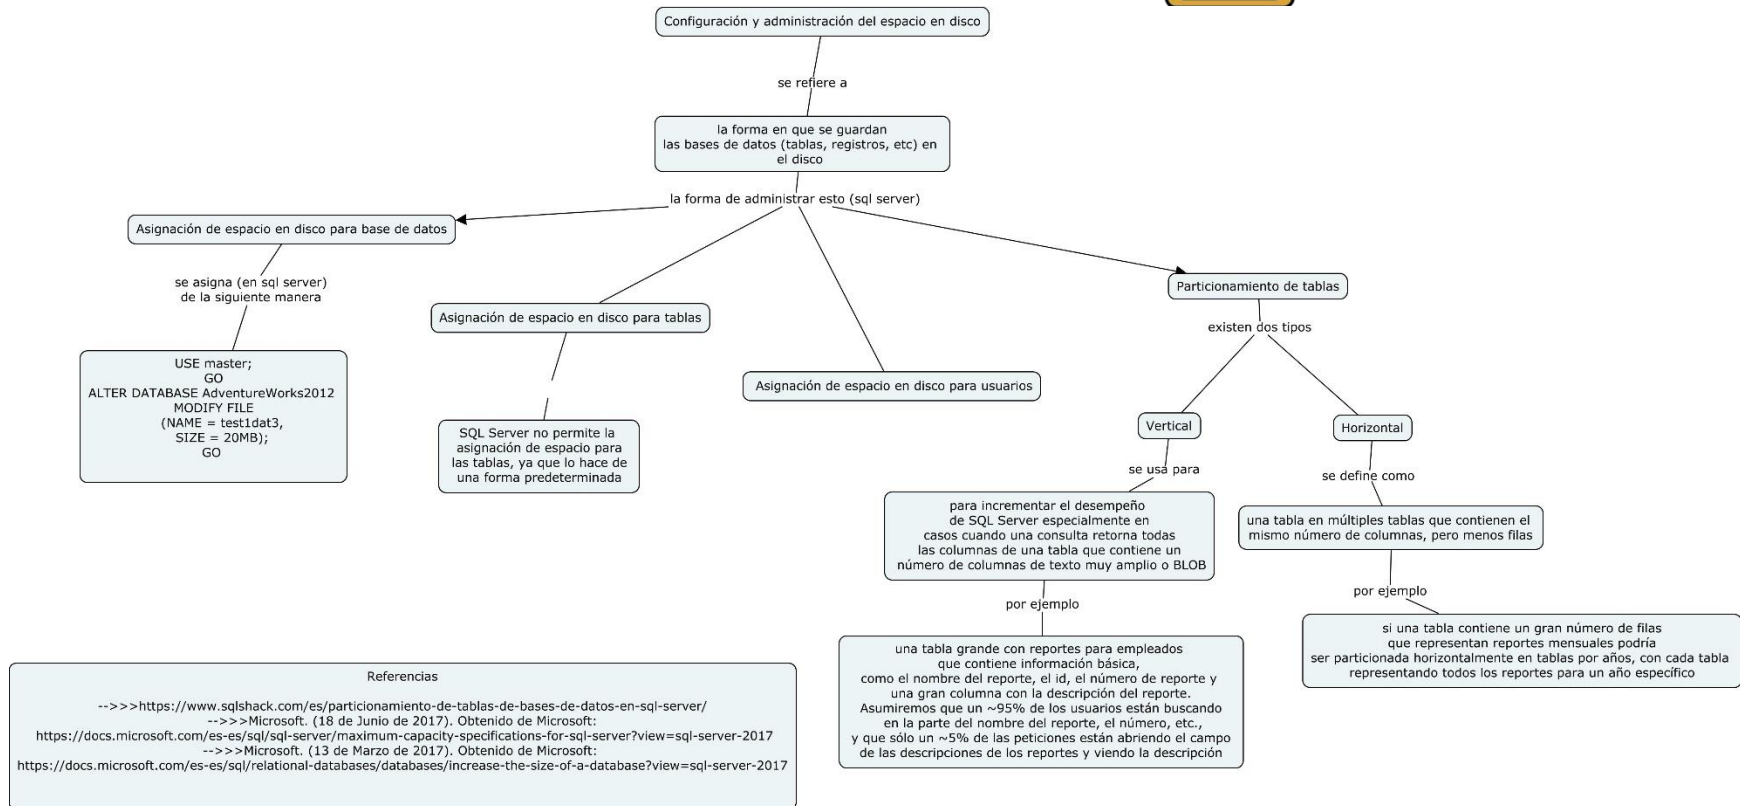 Configuración y administración del espacio en disco
se refiere a
la forma en que se guardan
las bases de datos (tablas, registros, etc) en
el disco
la forma de administrar esto (sql server)
Asignación de espacio en disco para base de datos
se asigna (en sql server)
de la siguiente manera
USE master;
GO
ALTER DATABASE AdventureWorks2012
MODIFY FILE
(NAME = test1dat3,
SIZE = 20MB);
GO
Asignación de espacio en disco para tablas
SQL Server no permite la
asignación de espacio para
las tablas, ya que lo hace de
una forma predeterminada
Asignación de espacio en disco para usuarios
Particionamiento de tablas
existen dos tipos
Vertical
se usa para
para incrementar el desempeño
de SQL Server especialmente en
casos cuando una consulta retorna todas
las columnas de una tabla que contiene un
número de columnas de texto muy amplio o BLOB
por ejemplo
una tabla grande con reportes para empleados
que contiene información básica,
como el nombre del reporte, el id, el número de reporte y
una gran columna con la descripción del reporte.
Asumiremos que un ~95% de los usuarios están buscando
en la parte del nombre del reporte, el número, etc.,
y que sólo un ~5% de las peticiones están abriendo el campo
de las descripciones de los reportes y viendo la descripción
Horizontal
se define como
una tabla en múltiples tablas que contienen el
mismo número de columnas, pero menos filas
por ejemplo
si una tabla contiene un gran número de filas
que representan reportes mensuales podría
ser particionada horizontalmente en tablas por años, con cada tabla
representando todos los reportes para un año específico
Referencias
-->>>https://www.sqlshack.com/es/particionamiento-de-tablas-de-bases-de-datos-en-sql-server/
-->>>Microsoft. (18 de Junio de 2017). Obtenido de Microsoft:
https://docs.microsoft.com/es-es/sql/sql-server/maximum-capacity-specifications-for-sql-server?view=sql-server-2017
-->>>Microsoft. (13 de Marzo de 2017). Obtenido de Microsoft:
https://docs.microsoft.com/es-es/sql/relational-databases/databases/increase-the-size-of-a-database?view=sql-server-2017